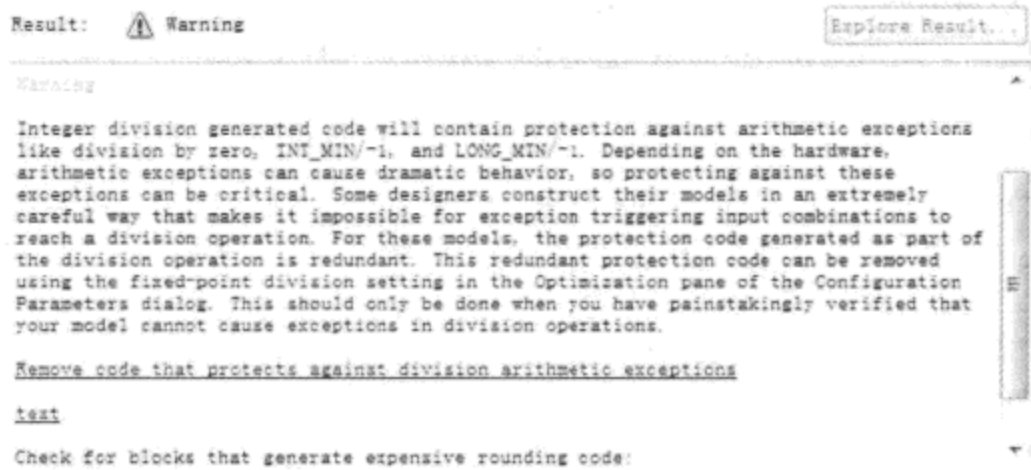 Result: Warning Explore Result...
Warning
Integer division generated code will contain protection against arithmetic exceptions
like division by zero, INT_MIN/-1, and LONG_MIN/-1. Depending on the hardware,
arithmetic exceptions can cause dramatic behavior, so protecting against these
exceptions can be critical. Some designers construct their models in an extremely
careful way that makes it impossible for exception triggering input combinations to
reach a division operation. For these models, the protection code generated as part of
the division operation is redundant. This redundant protection code can be removed
using the fixed-point division setting in the Optimization pane of the Configuration
Parameters dialog. This should only be done when you have painstakingly verified that
your model cannot cause exceptions in division operations.
Remove code that protects against division arithmetic exceptions
text
Check for blocks that generate expensive rounding code: